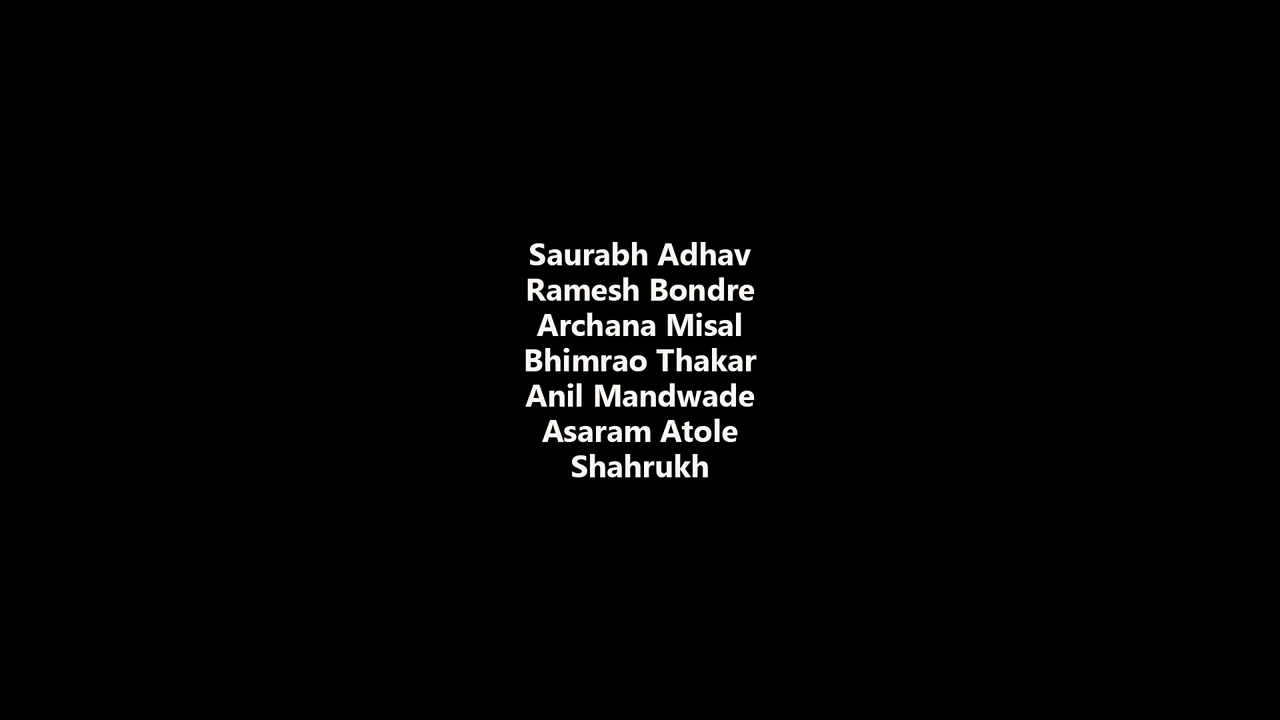 Saurabh Adhav
Ramesh Bondre
Archana Misal
Bhimrao Thakar
Anil Mandwade
Asaram Atole
Shahrukh